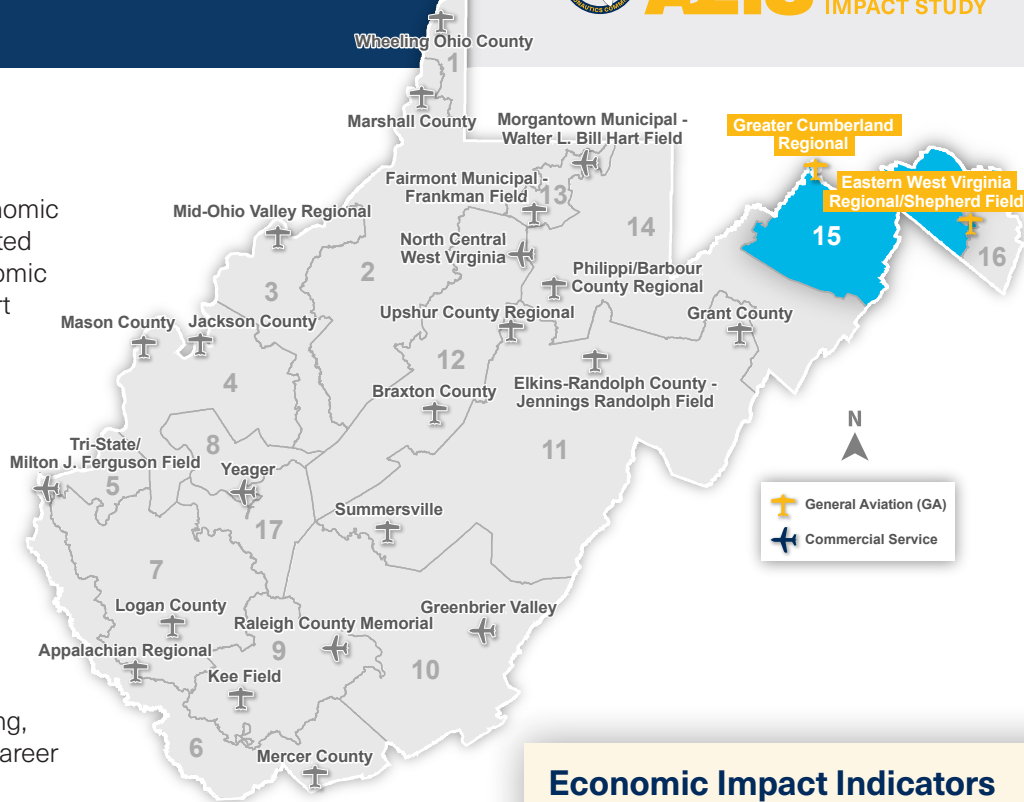 IMPACT STUDY
Wheeling Ohio County
1
Marshall County
Morgantown Municipal -
Walter L. Bill Hart Field
Greater Cumberland
Regional
Fairmont Municipal -
Frankman Field
13
Eastern West Virginia
Regional/Shepherd Field
Mid-Ohio Valley Regional
14
15
16
North Central
West Virginia
2
3
Philippi/Barbour
County Regional
Mason County
Jackson County
Upshur County Regional
Grant County
12
4
Braxton County
Elkins-Randolph County -
Jennings Randolph Field
N
Tri-State/
Milton J. Ferguson Field
8
11
Yeager
5
General Aviation (GA)
Commercial Service
Summersville
17
7
Logan County
Greenbrier Valley
Raleigh County Memorial
Appalachian Regional
9
10
Kee Field
6
Mercer County
Economic Impact Indicators